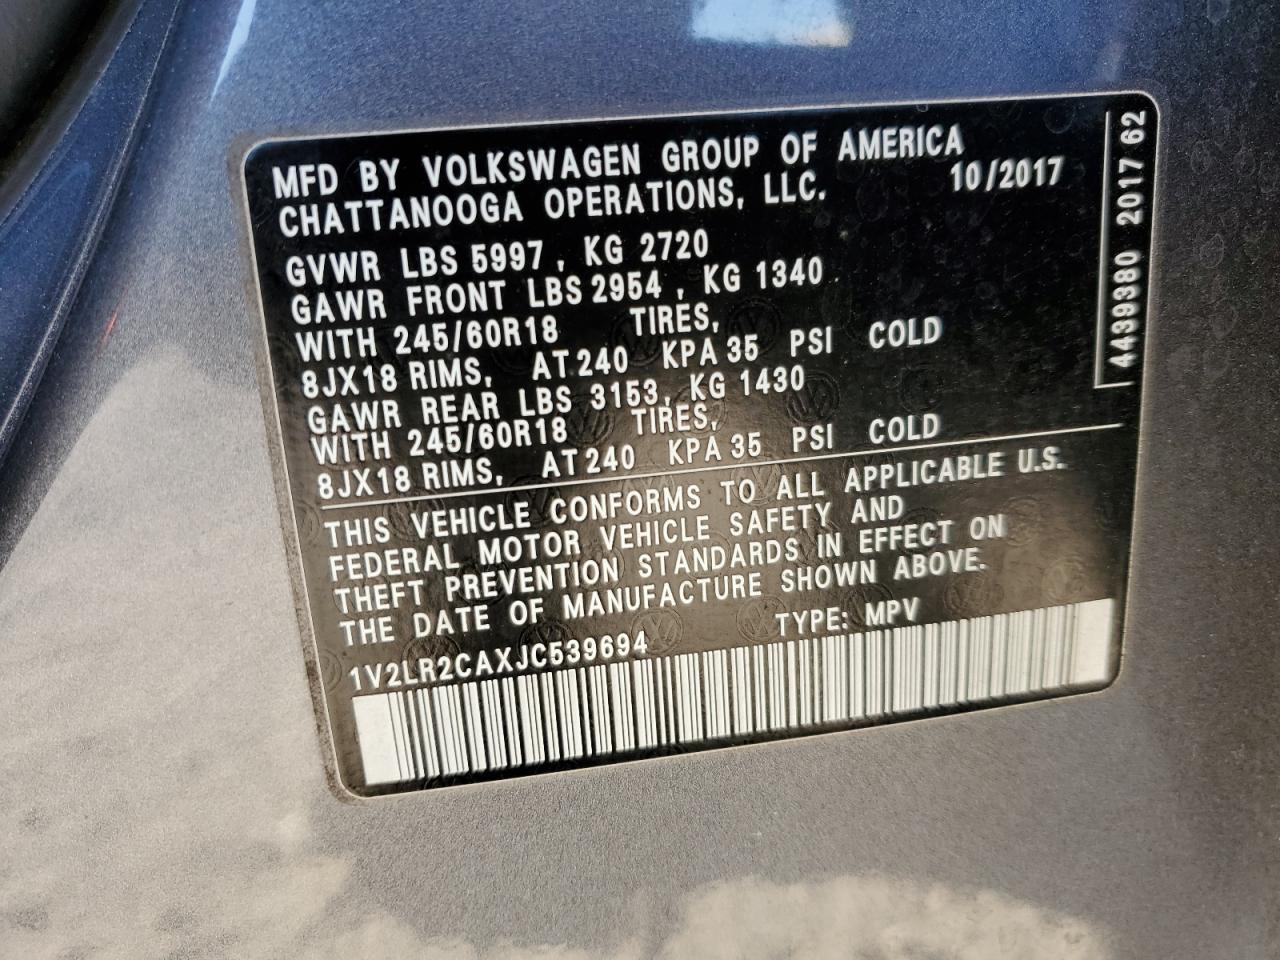 MFD BY VOLKSWAGEN GROUP OF AMERICA
CHATTANOOGA OPERATIONS, LLC. 10/2017
GVWR LBS 5997 , KG 2720
GAWR FRONT LBS 2954 , KG 1340
WITH 245/60R18 TIRES,
8JX18 RIMS, AT 240 KPA 35 PSI COLD
GAWR REAR LBS 3153, KG 1430
WITH 245/60R18 TIRES,
8JX18 RIMS, AT 240 KPA 35 PSI COLD
THIS VEHICLE CONFORMS TO ALL APPLICABLE U.S.
FEDERAL MOTOR VEHICLE SAFETY AND
THEFT PREVENTION STANDARDS IN EFFECT ON
THE DATE OF MANUFACTURE SHOWN ABOVE.
1V2LR2CAXJC539694 TYPE: MPV
4439380 2017 62